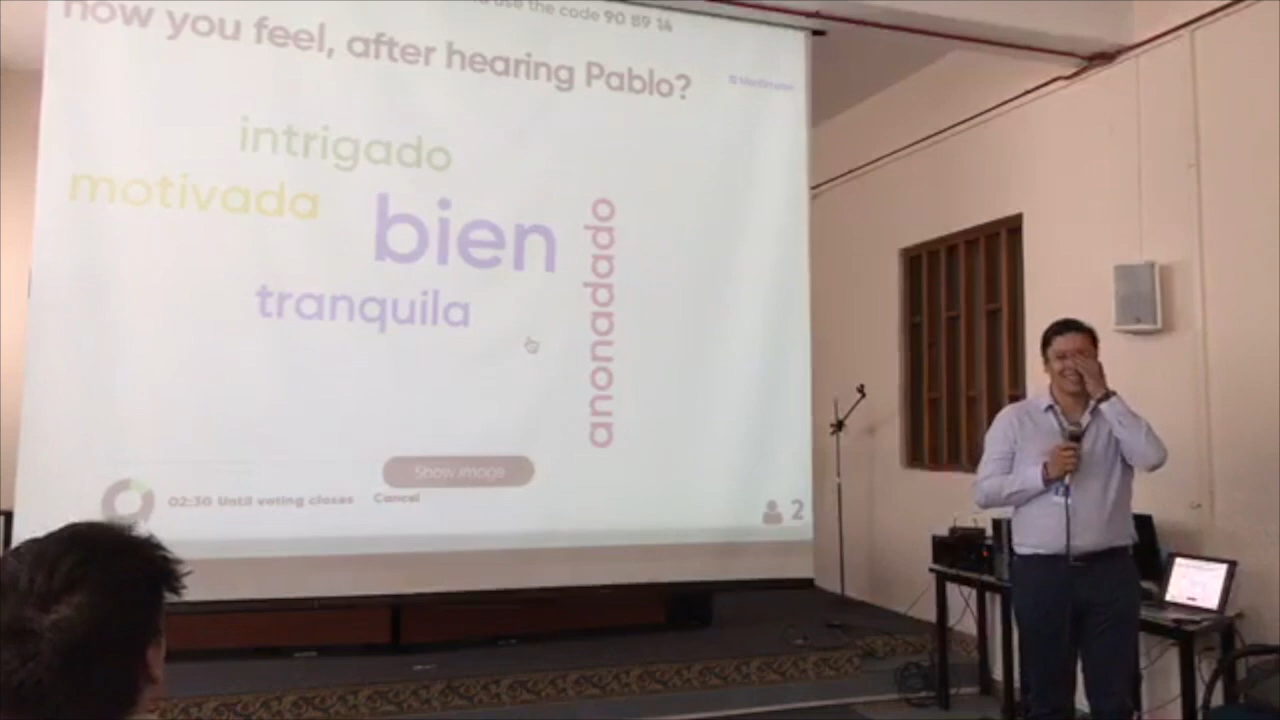 use the code 90 89 14
how you feel, after hearing Pablo?
Mentimeter
intrigado
motivada
bien
anonadado
tranquila
Show image
02:30 Until voting closes Cancel
2